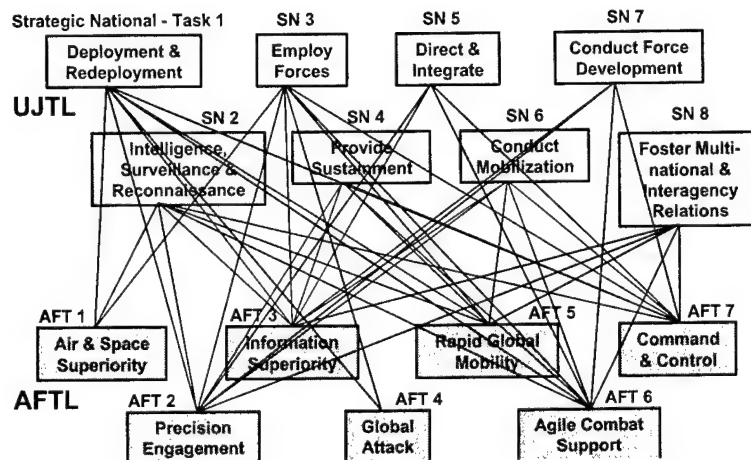 Strategic National - Task 1
SN 3
SN 5
SN 7
Deployment &
Redeployment
Employ
Forces
Direct &
Integrate
Conduct Force
Development
UJTL
SN 2
SN 4
SN 6
SN 8
Intelligence,
Surveillance &
Reconnaissance
Provide
Sustainment
Conduct
Mobilization
Foster Multi-
national &
Interagency
Relations
AFT 1
AFT 3
AFT 5
AFT 7
Air & Space
Superiority
Information
Superiority
Rapid Global
Mobility
Command
& Control
AFTL
AFT 2
AFT 4
AFT 6
Precision
Engagement
Global
Attack
Agile Combat
Support